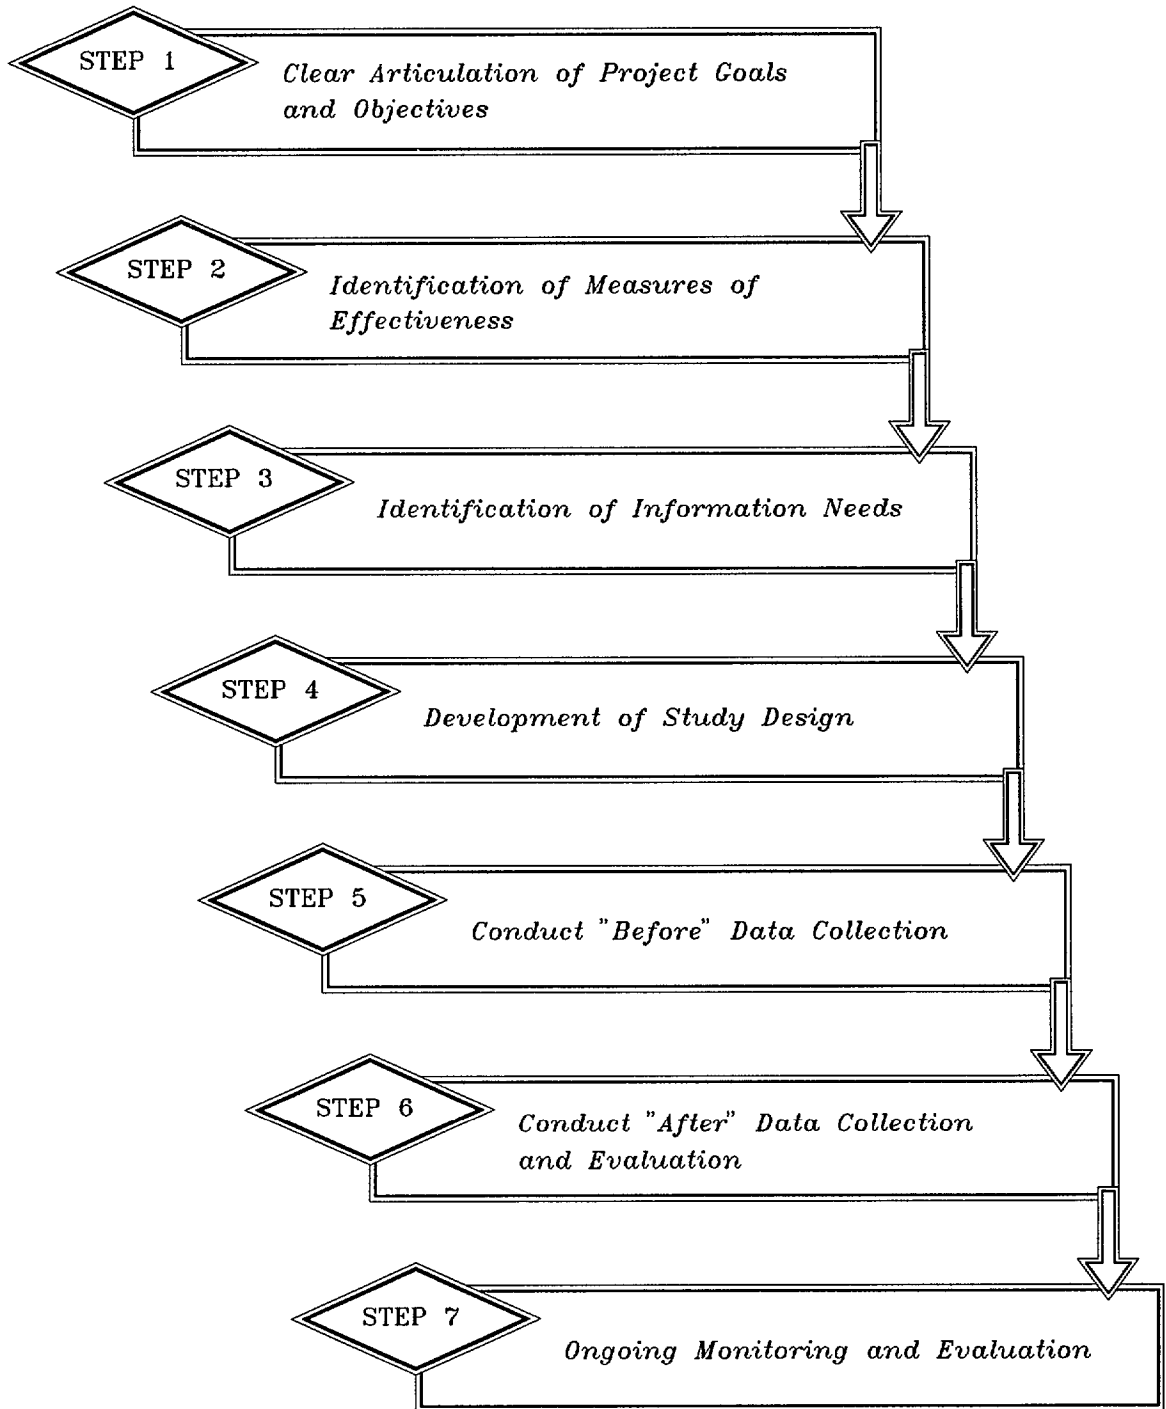 STEP 1
Clear Articulation of Project Goals
and Objectives
STEP 2
Identification of Measures of
Effectiveness
STEP 3
Identification of Information Needs
STEP 4
Development of Study Design
STEP 5
Conduct "Before" Data Collection
STEP 6
Conduct "After" Data Collection
and Evaluation
STEP 7
Ongoing Monitoring and Evaluation